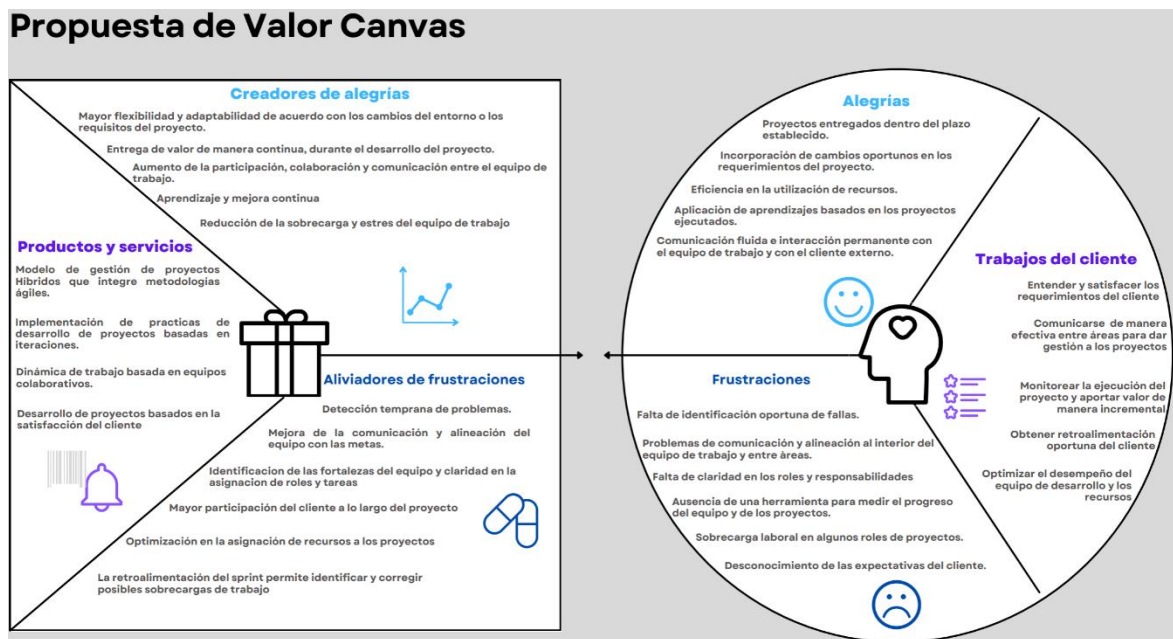 Propuesta de Valor Canvas
Creadores de alegrías
Mayor flexibilidad y adaptabilidad de acuerdo con los cambios del entorno o los
requisitos del proyecto.
Entrega de valor de manera continua, durante el desarrollo del proyecto.
Aumento de la participación, colaboración y comunicación entre el equipo de
trabajo.
Aprendizaje y mejora continua
Reducción de la sobrecarga y estres del equipo de trabajo
Productos y servicios
Modelo de gestión de proyectos
Híbridos que integre metodologías
ágiles.
Implementación de practicas de
desarrollo de proyectos basadas en
iteraciones.
Dinámica de trabajo basada en equipos
colaborativos.
Desarrollo de proyectos basados en la
satisfacción del cliente
Aliviadores de frustraciones
Detección temprana de problemas.
Mejora de la comunicación y alineación del
equipo con las metas.
Identificacion de las fortalezas del equipo y claridad en la
asignacion de roles y tareas
Mayor participación del cliente a lo largo del proyecto
Optimización en la asignación de recursos a los proyectos
La retroalimentación del sprint permite identificar y corregir
posibles sobrecargas de trabajo
Alegrías
Proyectos entregados dentro del plazo
establecido.
Incorporación de cambios oportunos en los
requerimientos del proyecto.
Eficiencia en la utilización de recursos.
Aplicaciòn de aprendizajes basados en los proyectos
ejecutados.
Comunicación fluida e interacción permanente con
el equipo de trabajo y con el cliente externo.
Trabajos del cliente
Entender y satisfacer los
requerimientos del cliente
Comunicarse de manera
efectiva entre áreas para dar
gestión a los proyectos
Monitorear la ejecución del
proyecto y aportar valor de
manera incremental
Obtener retroalimentación
oportuna del cliente
Optimizar el desempeño del
equipo de desarrollo y los
recursos
Frustraciones
Falta de identificación oportuna de fallas.
Problemas de comunicación y alineación al interior del
equipo de trabajo y entre àreas.
Falta de claridad en los roles y responsabilidades
Ausencia de una herramienta para medir el progreso
del equipo y de los proyectos.
Sobrecarga laboral en algunos roles de proyectos.
Desconocimiento de las expectativas del cliente.